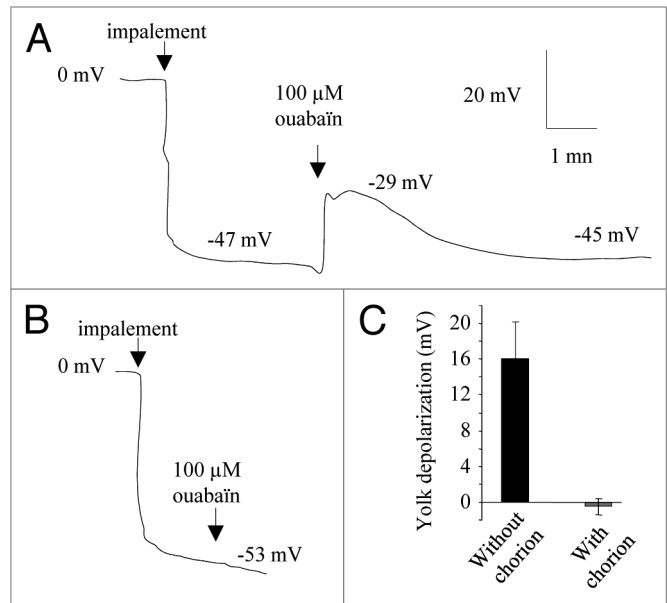 A
impalement
0 mV
100 µM
ouabaïn
20 mV
1 mn
-29 mV
-47 mV
-45 mV
B
impalement
0 mV
100 µM
ouabaïn
-53 mV
C
Yolk depolarization (mV)
20
16
12
8
4
0
Without
chorion
With
chorion